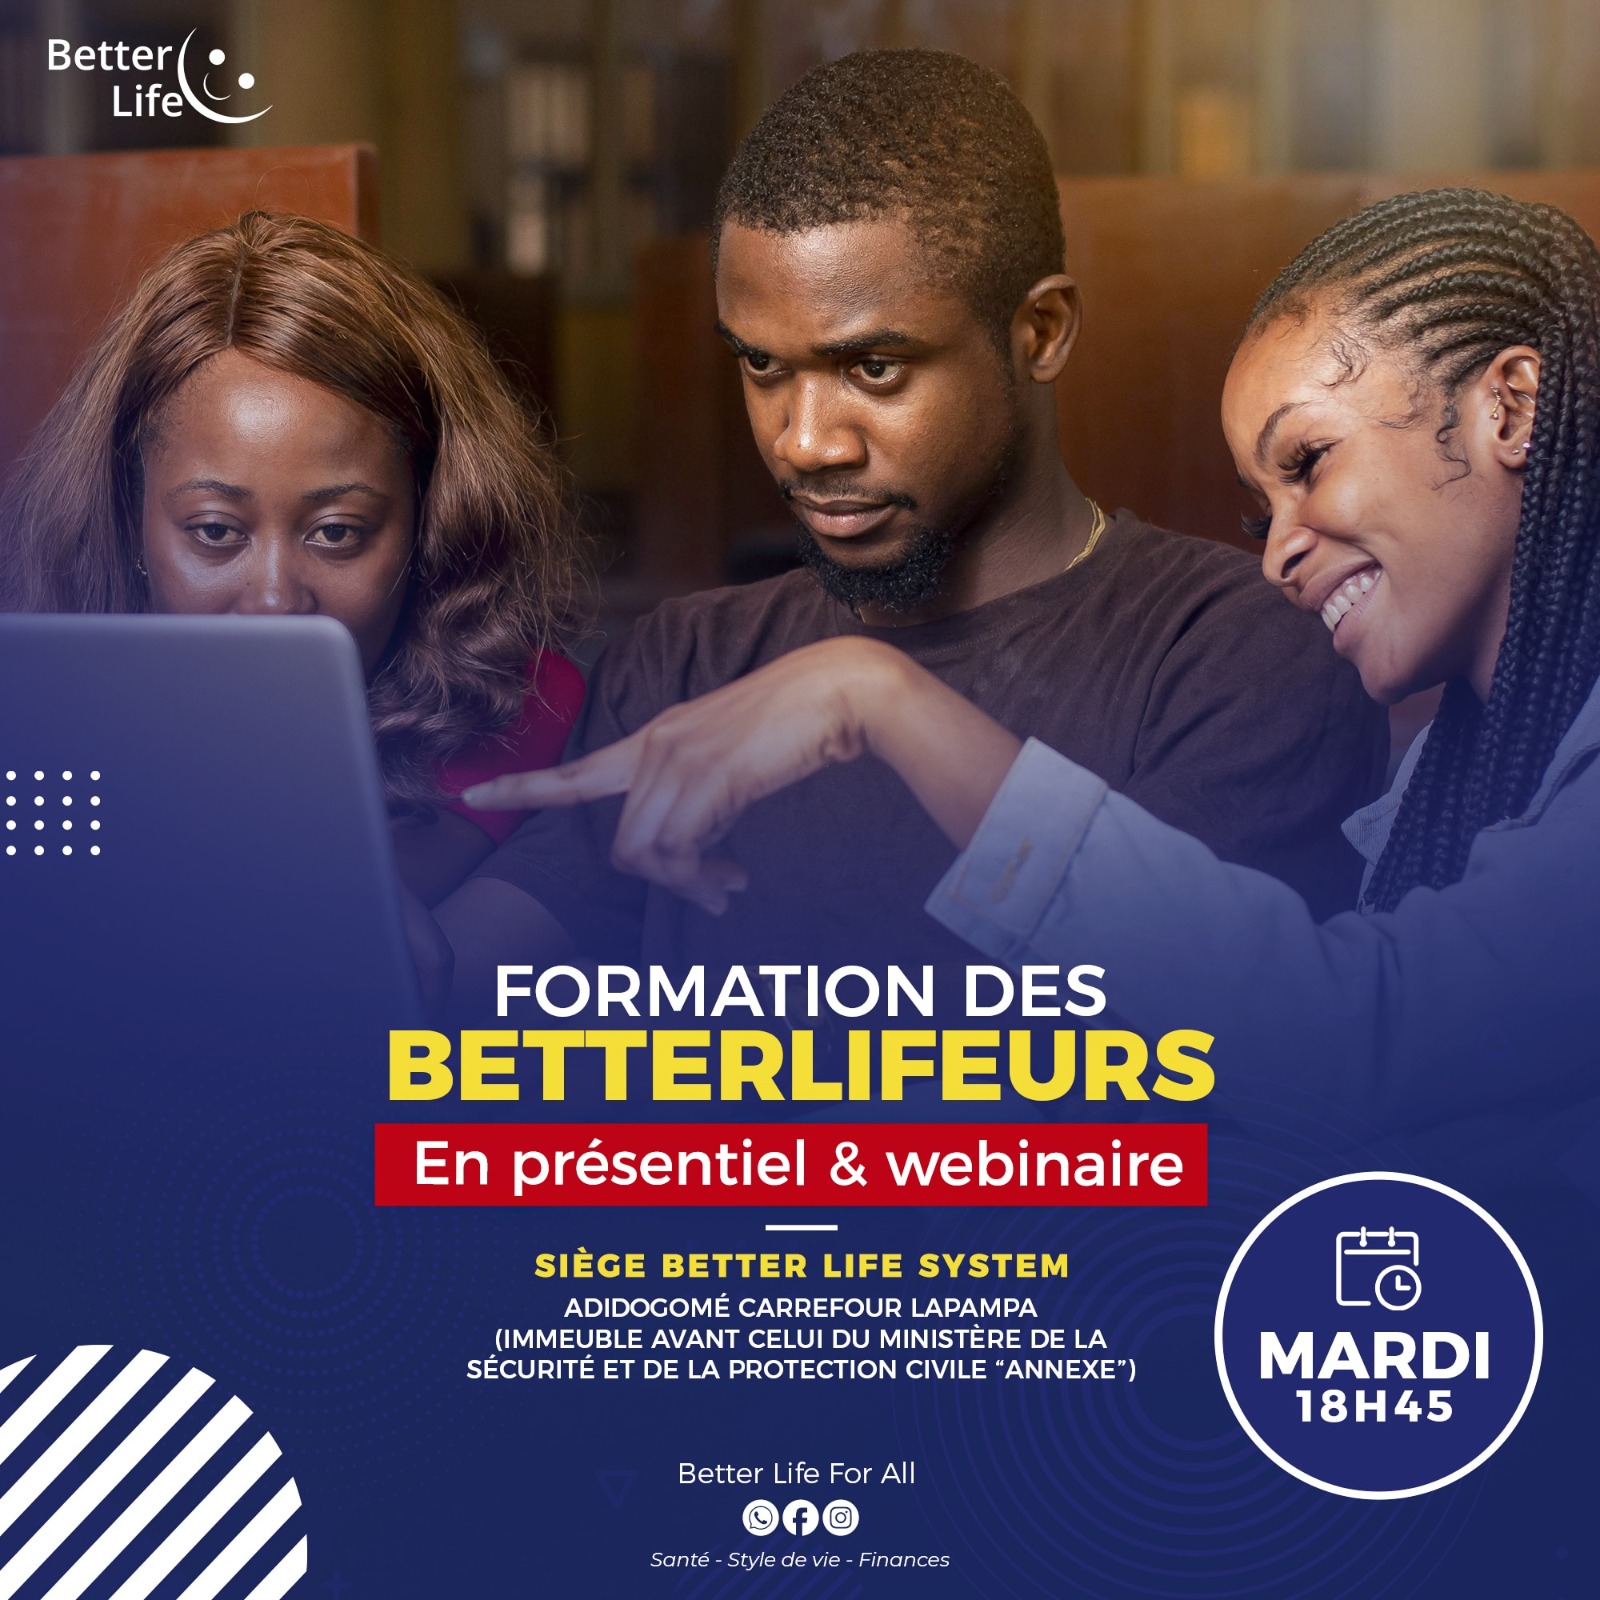 Better
Life
FORMATION DES
BETTERLIFEURS
En présentiel & webinaire
SIÈGE BETTER LIFE SYSTEM
ADIDOGOMÉ CARREFOUR LAPAMPA
(IMMEUBLE AVANT CELUI DU MINISTÈRE DE LA
SÉCURITÉ ET DE LA PROTECTION CIVILE “ANNEXE”)
MARDI
18H45
Better Life For All
Santé - Style de vie - Finances